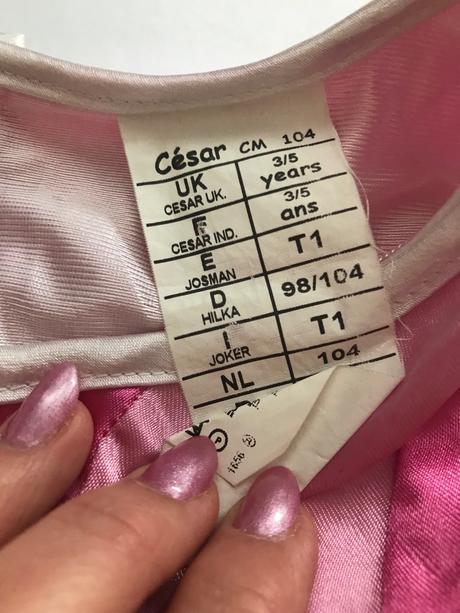 César CM 104
UK 3/5 years
CESAR UK.
F 3/5 ans
CESAR IND.
E T1
JOSMAN
D 98/104
HILKA
I T1
JOKER
NL 104
P